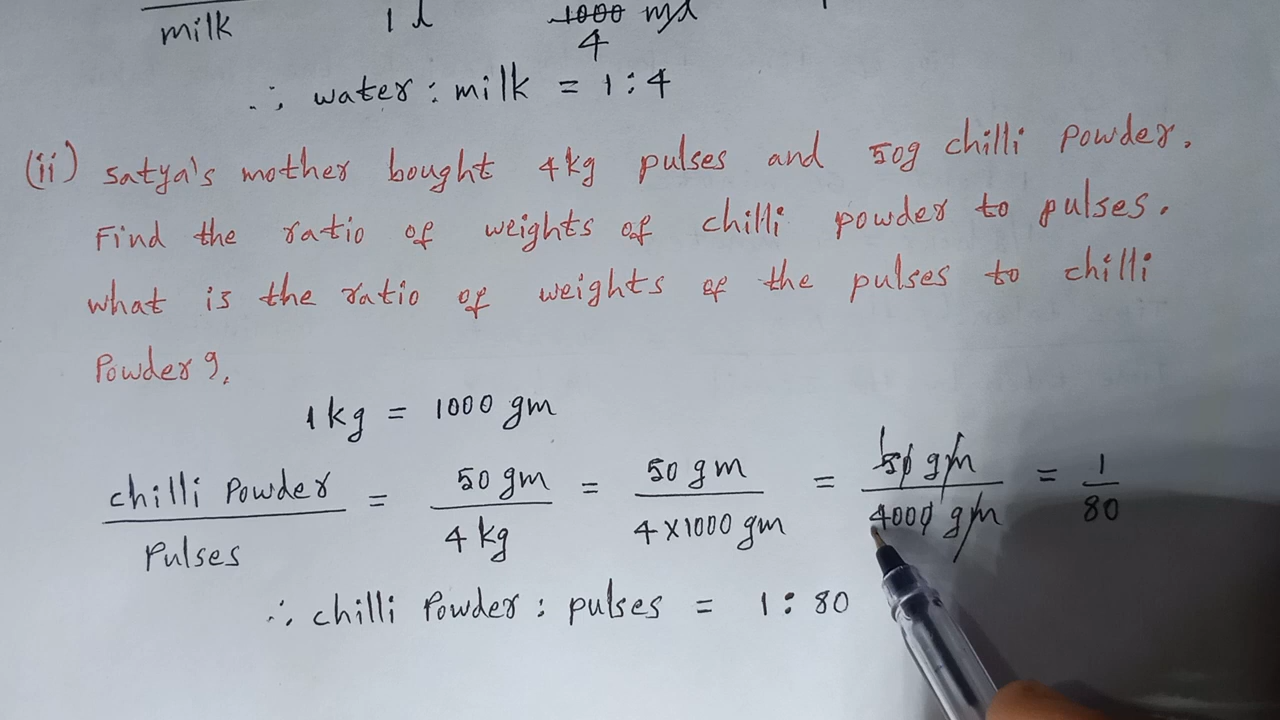 milk 1 l 1000 ml
4
∴ water : milk = 1 : 4
(ii) Satya's mother bought 4kg pulses and 50g chilli Powder.
Find the ratio of weights of chilli powder to pulses.
what is the ratio of weights of the pulses to chilli
Powder?.
1 kg = 1000 gm
chilli Powder = 50 gm = 50 gm = 50 gm = 1
Pulses 4 kg 4 x 1000 gm 4000 gm 80
∴ chilli Powder : pulses = 1 : 80